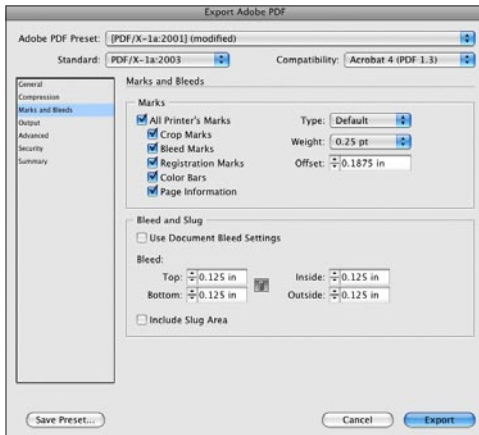 Export Adobe PDF
Adobe PDF Preset: [PDF/X-1a:2001] (modified)
Standard: PDF/X-1a:2003 Compatibility: Acrobat 4 (PDF 1.3)
General
Compression
Marks and Bleeds
Output
Advanced
Security
Summary
Marks and Bleeds
Marks
All Printer's Marks
Crop Marks
Bleed Marks
Registration Marks
Color Bars
Page Information
Type: Default
Weight: 0.25 pt
Offset: 0.1875 in
Bleed and Slug
Use Document Bleed Settings
Bleed:
Top: 0.125 in Inside: 0.125 in
Bottom: 0.125 in Outside: 0.125 in
Include Slug Area
Save Preset... Cancel Export